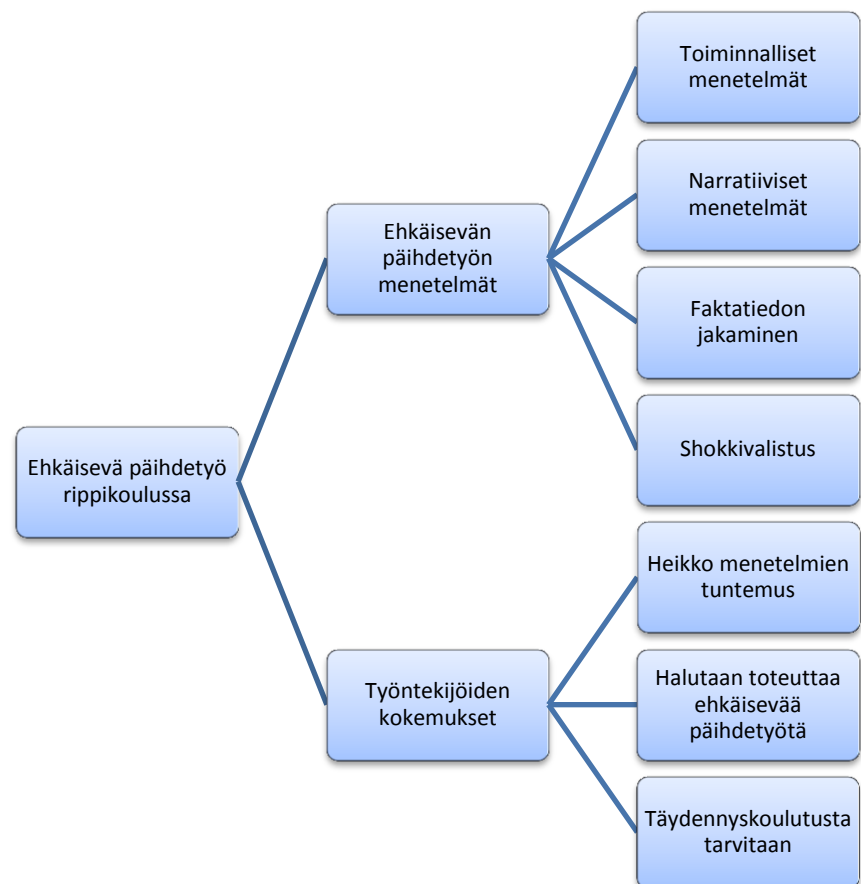 Toiminnalliset
menetelmät
Narratiiviset
menetelmät
Ehkäisevän
päihdetyön
menetelmät
Faktatiedon
jakaminen
Shokkivalistus
Ehkäisevä päihdetyö
rippikoulussa
Heikko menetelmien
tuntemus
Työntekijöiden
kokemukset
Halutaan toteuttaa
ehkäisevää
päihdetyötä
Täydennyskoulutusta
tarvitaan